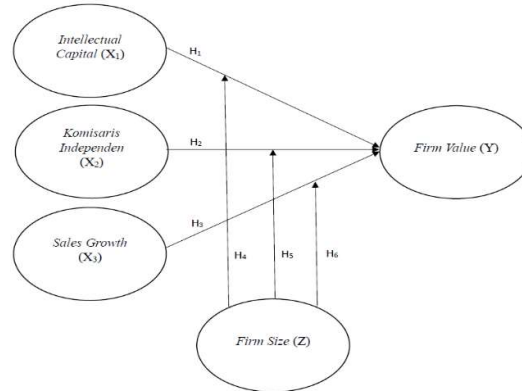 Intellectual
Capital (X₁)
H₁
Komisaris
Independen
(X₂)
H₂
Firm Value (Y)
H₃
Sales Growth
(X₃)
H₄
H₅
H₆
Firm Size (Z)